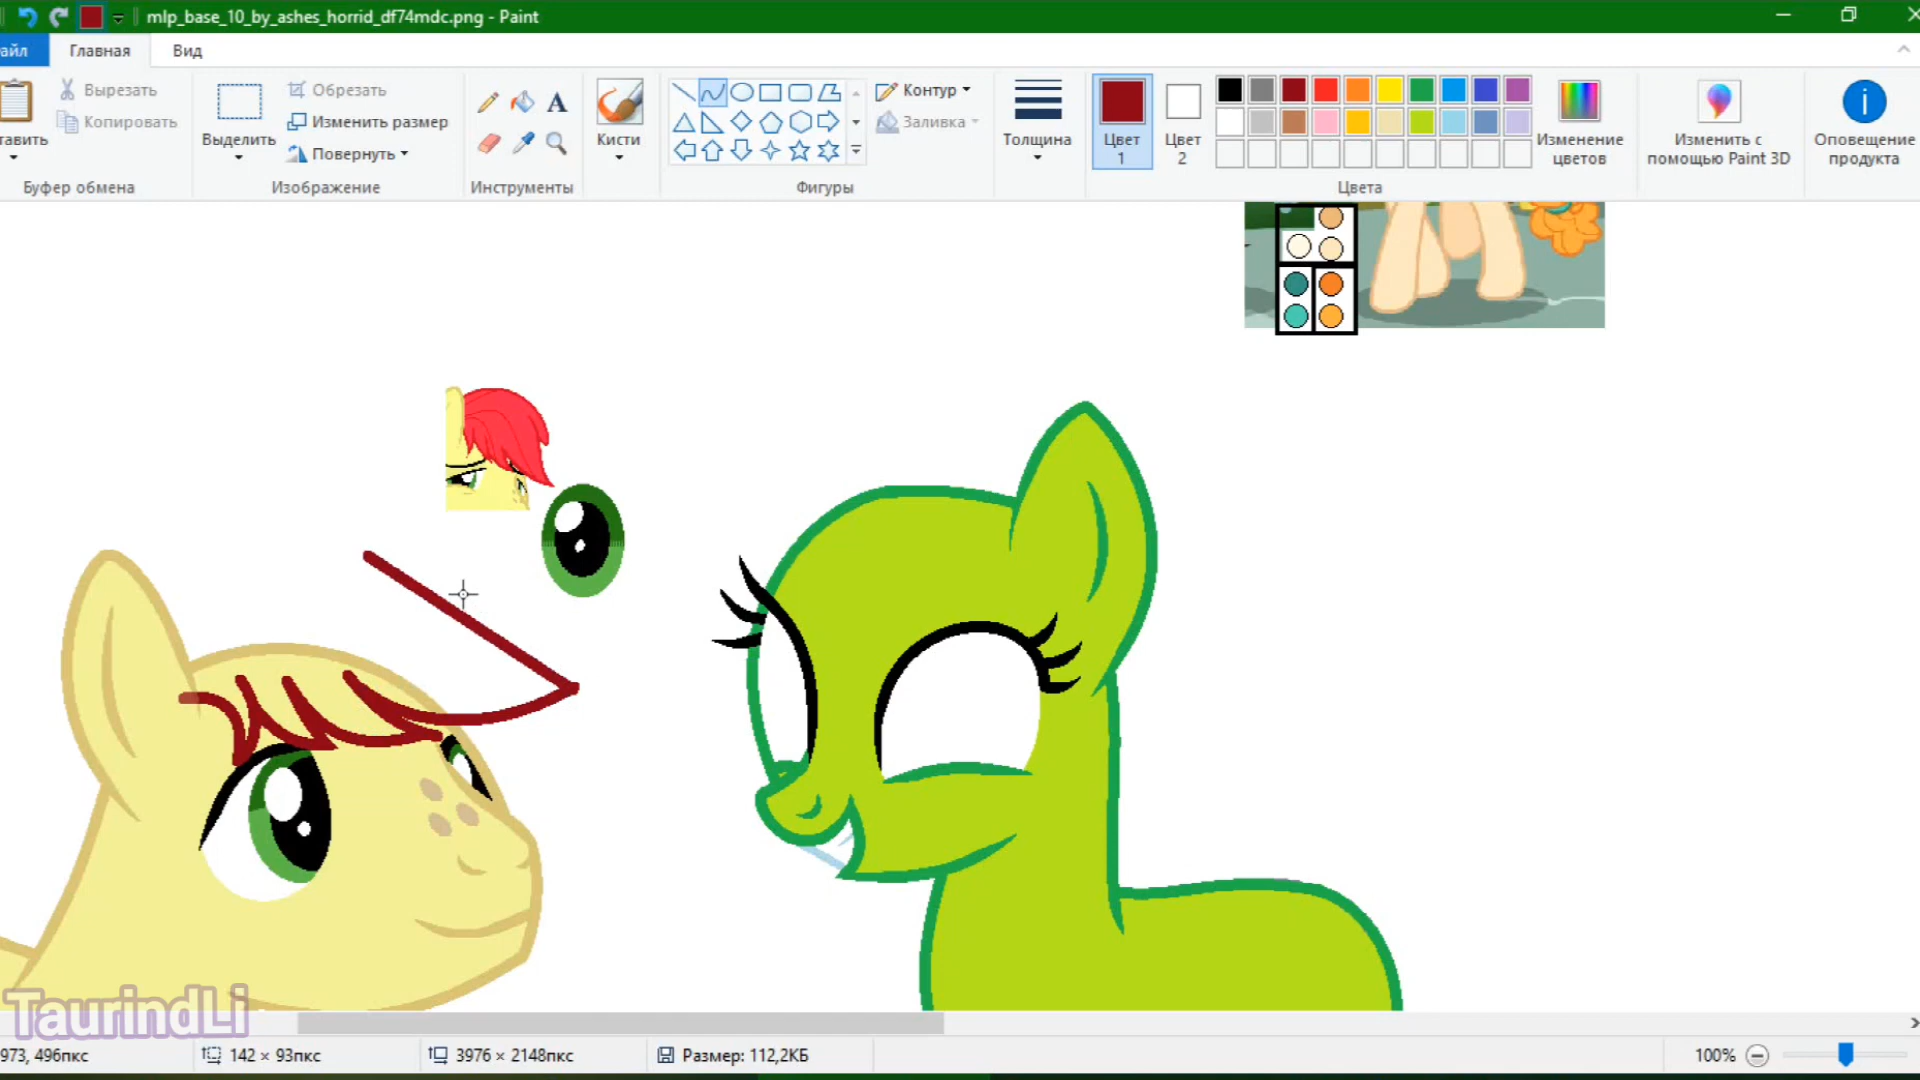 mlp_base_10_by_ashes_horrid_df74mdc.png - Paint
айл Главная Вид
тавить
Вырезать
Копировать
Буфер обмена
Выделить
Обрезать
Изменить размер
Повернуть
Изображение
A
Инструменты
Кисти
Контур
Заливка
Фигуры
Толщина
Цвет
1
Цвет
2
Изменение
цветов
Цвета
Изменить с
помощью Paint 3D
Оповещение
продукта
TaurindLi
973, 496пкс 142 × 93пкс 3976 × 2148пкс Размер: 112,2КБ 100%